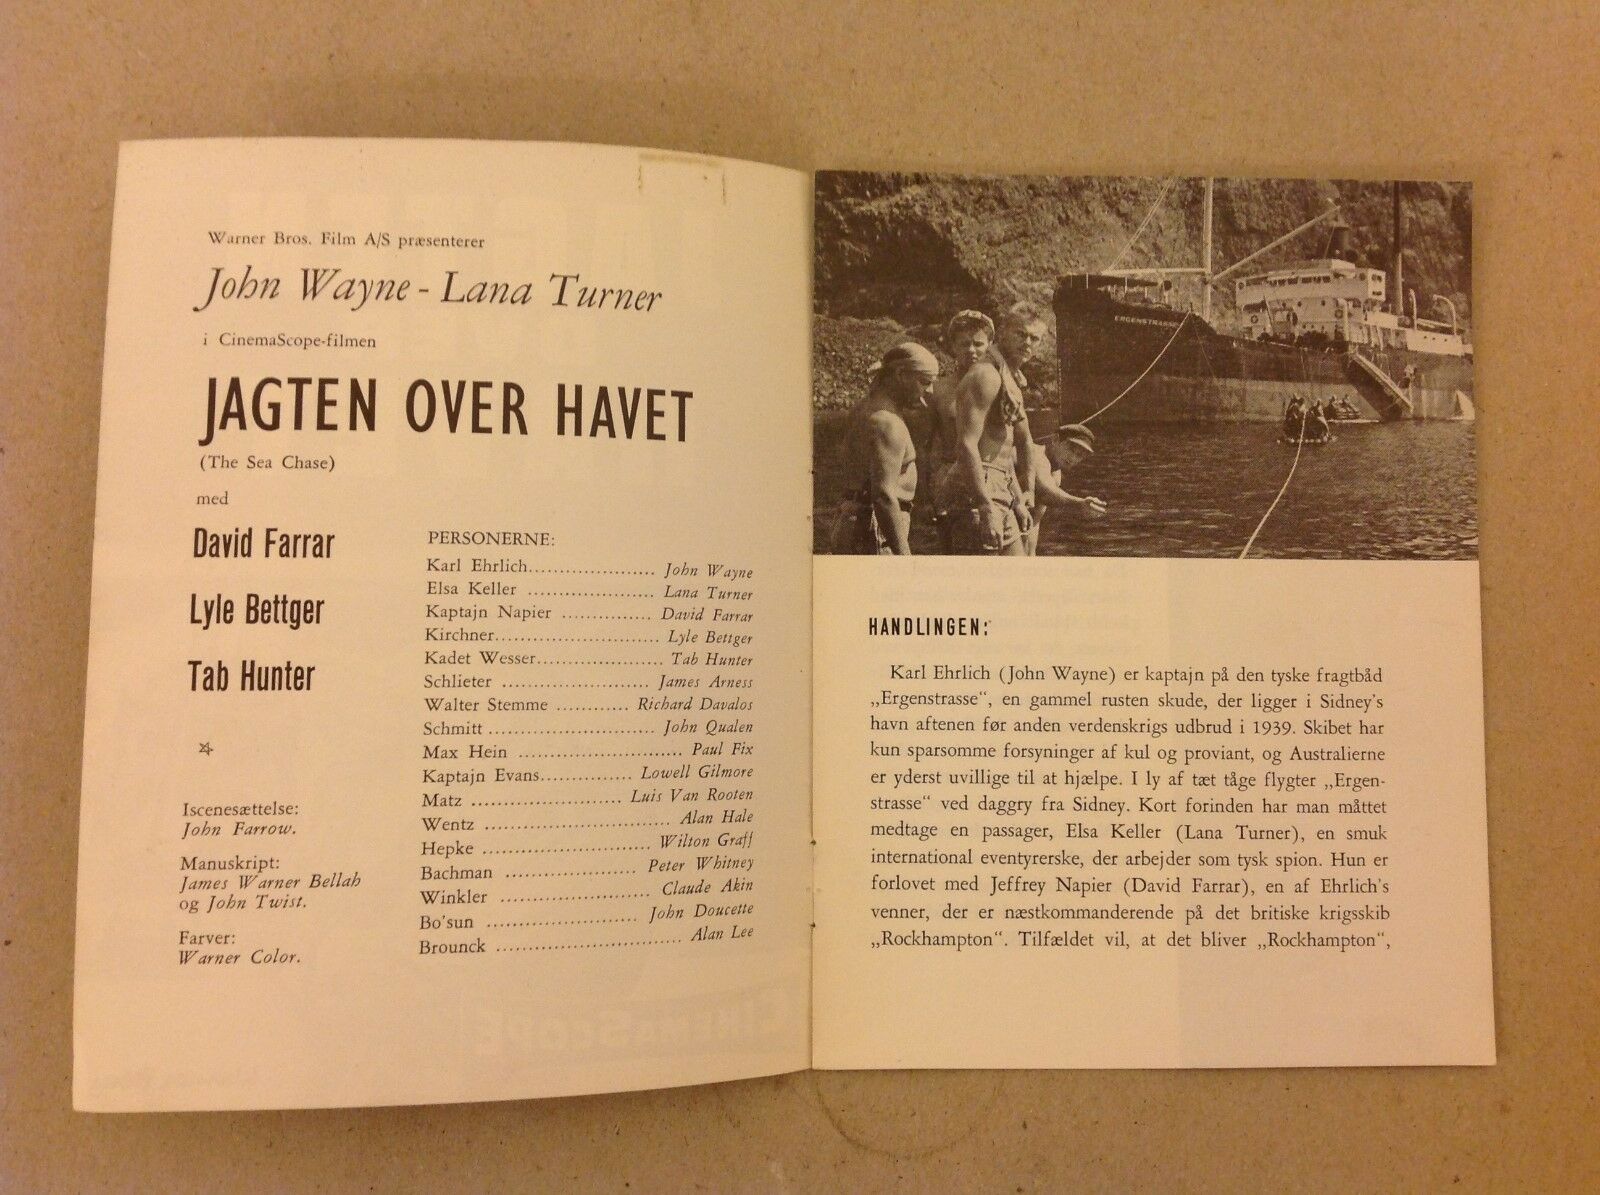 Warner Bros. Film A/S præsenterer
John Wayne - Lana Turner
i CinemaScope-filmen
JAGTEN OVER HAVET
(The Sea Chase)
med
David Farrar
Lyle Bettger
Tab Hunter
Iscenesættelse:
John Farrow.
Manuskript:
James Warner Bellah
og John Twist.
Farver:
Warner Color.
PERSONERNE:
Karl Ehrlich..................... John Wayne
Elsa Keller ..................... Lana Turner
Kaptajn Napier ............... David Farrar
Kirchner........................... Lyle Bettger
Kadet Wesser..................... Tab Hunter
Schlieter ........................ James Arness
Walter Stemme ............ Richard Davalos
Schmitt ........................... John Qualen
Max Hein ........................... Paul Fix
Kaptajn Evans............... Lowell Gilmore
Matz ........................ Luis Van Rooten
Wentz .............................. Alan Hale
Hepke ........................... Wilton Graff
Bachman ..................... Peter Whitney
Winkler ........................ Claude Akin
Bo'sun ........................ John Doucette
Brounck .............................. Alan Lee
ERGENSTRASSE
HANDLINGEN:
Karl Ehrlich (John Wayne) er kaptajn på den tyske fragtbåd
„Ergenstrasse“, en gammel rusten skude, der ligger i Sidney's
havn aftenen før anden verdenskrigs udbrud i 1939. Skibet har
kun sparsomme forsyninger af kul og proviant, og Australierne
er yderst uvillige til at hjælpe. I ly af tæt tåge flygter „Ergen-
strasse“ ved daggry fra Sidney. Kort forinden har man måttet
medtage en passager, Elsa Keller (Lana Turner), en smuk
international eventyrerske, der arbejder som tysk spion. Hun er
forlovet med Jeffrey Napier (David Farrar), en af Ehrlich's
venner, der er næstkommanderende på det britiske krigsskib
„Rockhampton“. Tilfældet vil, at det bliver „Rockhampton“,
CINEMASCOPE